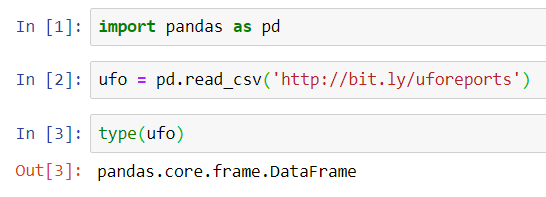 In [1]: import pandas as pd
In [2]: ufo = pd.read_csv('http://bit.ly/uforeports')
In [3]: type(ufo)
Out[3]: pandas.core.frame.DataFrame